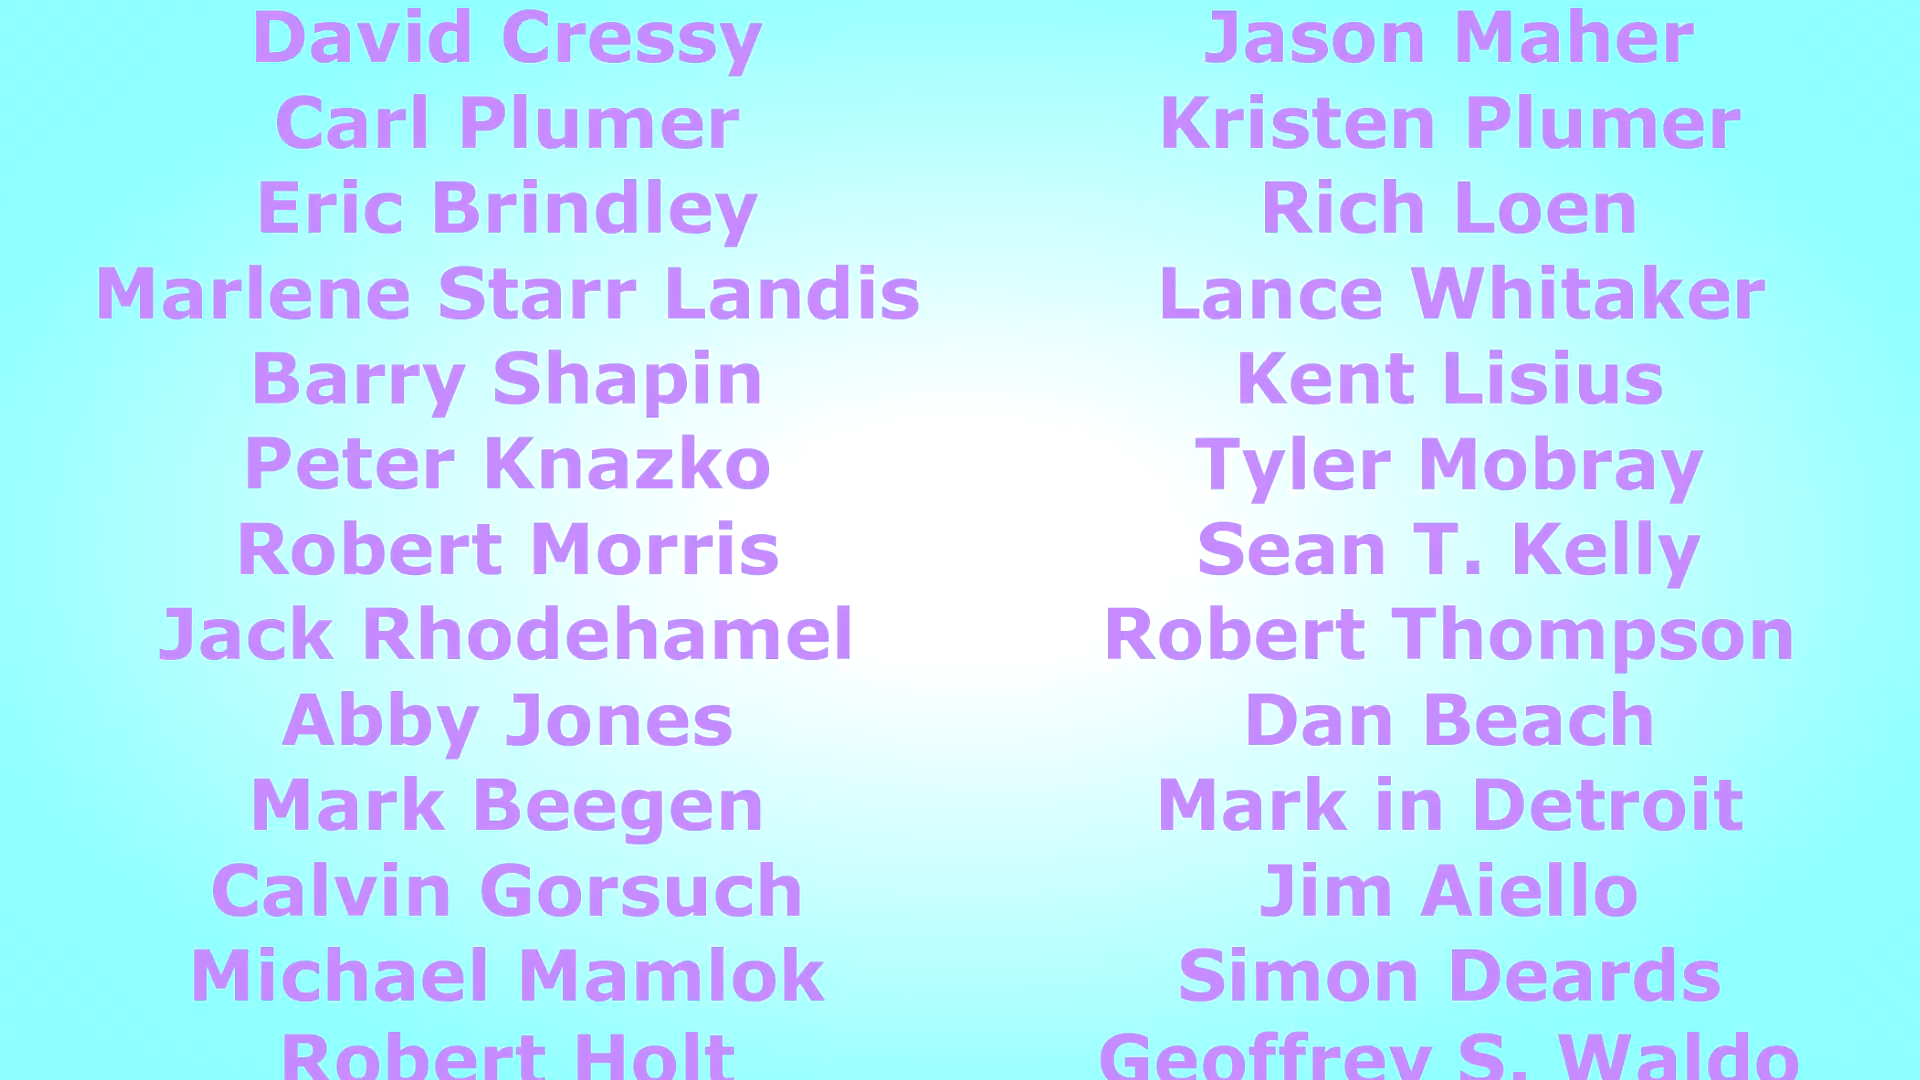 David Cressy
Jason Maher
Carl Plumer
Kristen Plumer
Eric Brindley
Rich Loen
Marlene Starr Landis
Lance Whitaker
Barry Shapin
Kent Lisius
Peter Knazko
Tyler Mobray
Robert Morris
Sean T. Kelly
Jack Rhodehamel
Robert Thompson
Abby Jones
Dan Beach
Mark Beegen
Mark in Detroit
Calvin Gorsuch
Jim Aiello
Michael Mamlok
Simon Deards
Robert Holt
Geoffrey S. Waldo